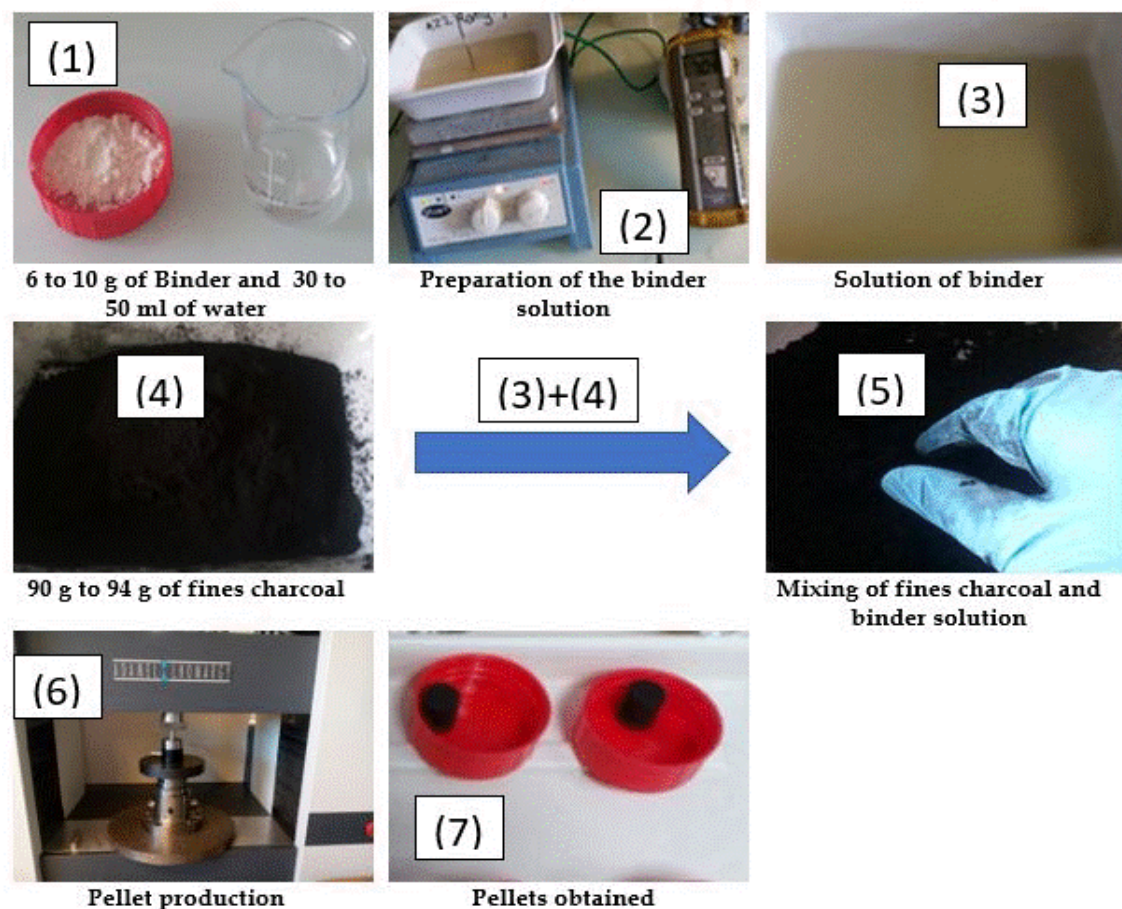 (1)
(2)
(3)
6 to 10 g of Binder and 30 to
50 ml of water
Preparation of the binder
solution
Solution of binder
(4)
(3)+(4)
(5)
90 g to 94 g of fines charcoal
Mixing of fines charcoal and
binder solution
(6)
(7)
Pellet production
Pellets obtained